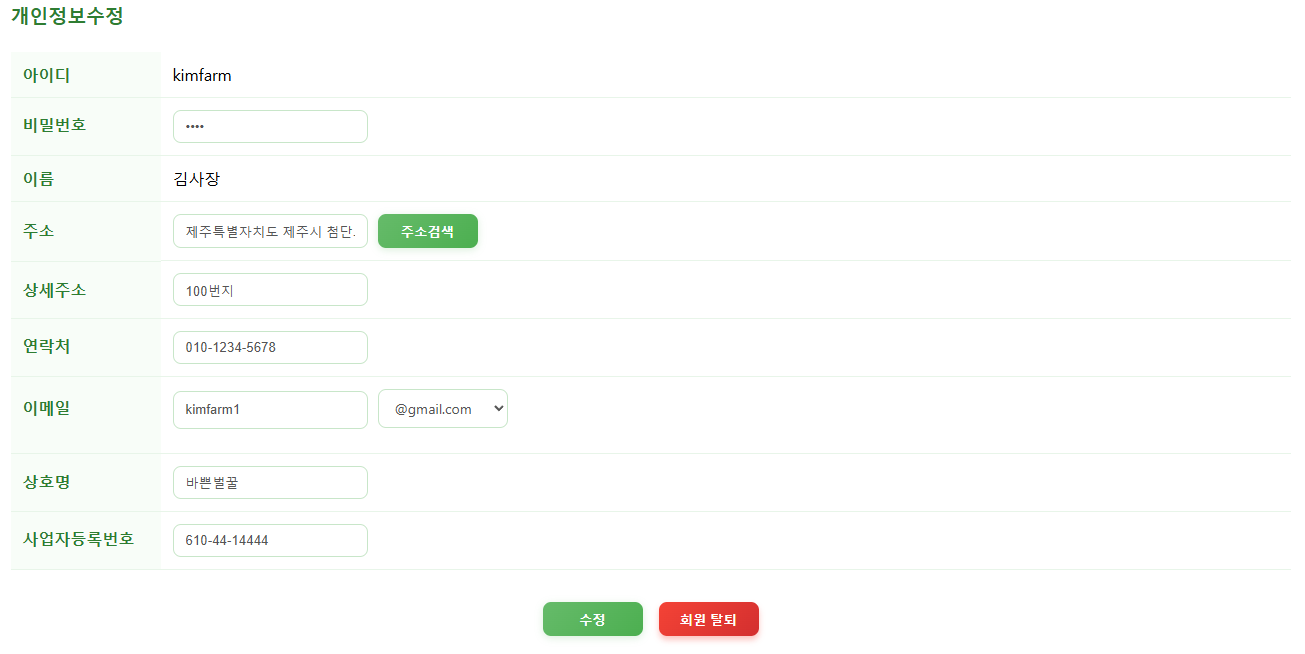 개인정보수정
아이디 kimfarm
비밀번호 ••••
이름 김사장
주소 제주특별자치도 제주시 첨단. 주소검색
상세주소 100번지
연락처 010-1234-5678
이메일 kimfarm1 @gmail.com
상호명 바쁜벌꿀
사업자등록번호 610-44-14444
수정 회원 탈퇴